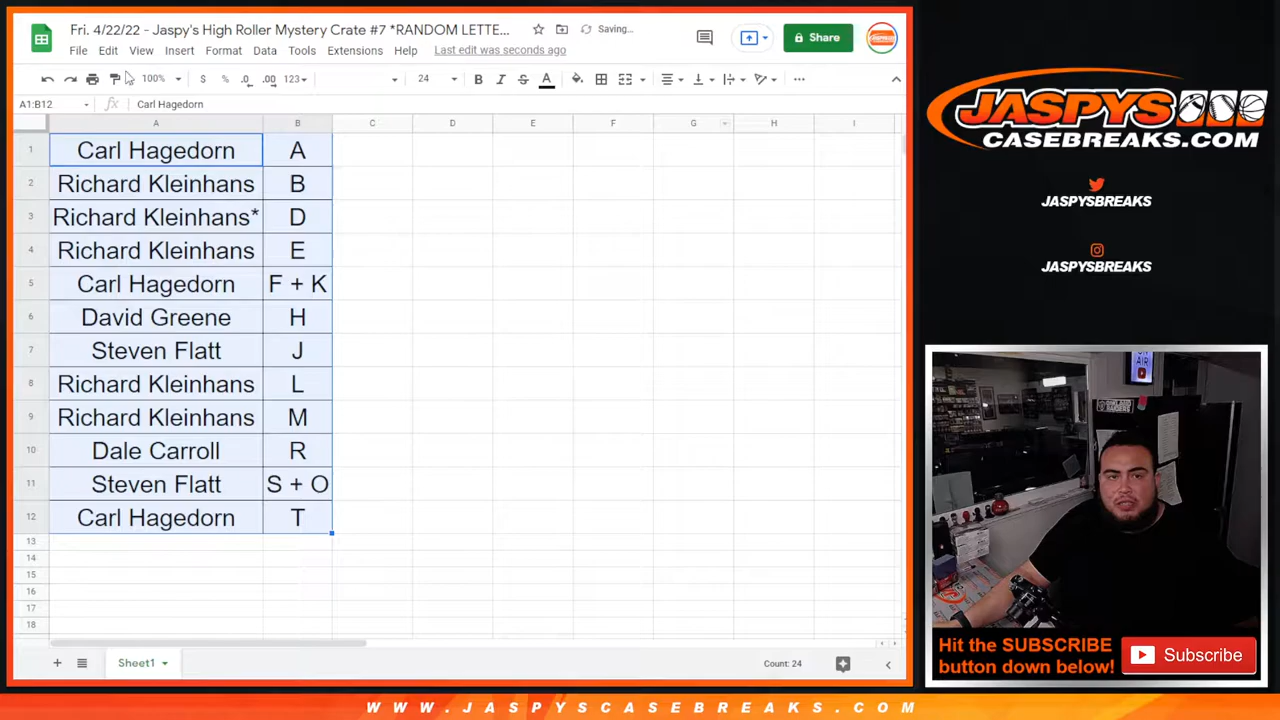 Fri. 4/22/22 - Jaspy's High Roller Mystery Crate #7 *RANDOM LETTE...
Saving...
File Edit View Insert Format Data Tools Extensions Help Last edit was seconds ago
Share
100% $ % .0 .00 123 24 B I S A
A1:B12 fx Carl Hagedorn
A B C D E F G H I
1 Carl Hagedorn A
2 Richard Kleinhans B
3 Richard Kleinhans* D
4 Richard Kleinhans E
5 Carl Hagedorn F + K
6 David Greene H
7 Steven Flatt J
8 Richard Kleinhans L
9 Richard Kleinhans M
10 Dale Carroll R
11 Steven Flatt S + O
12 Carl Hagedorn T
13
14
15
16
17
18
Sheet1
Count: 24
JASPYS
CASEBREAKS.COM
JASPYSBREAKS
JASPYSBREAKS
ON
AIR
Hit the SUBSCRIBE
button down below!
Subscribe
WWW.JASPYSCASEBREAKS.COM